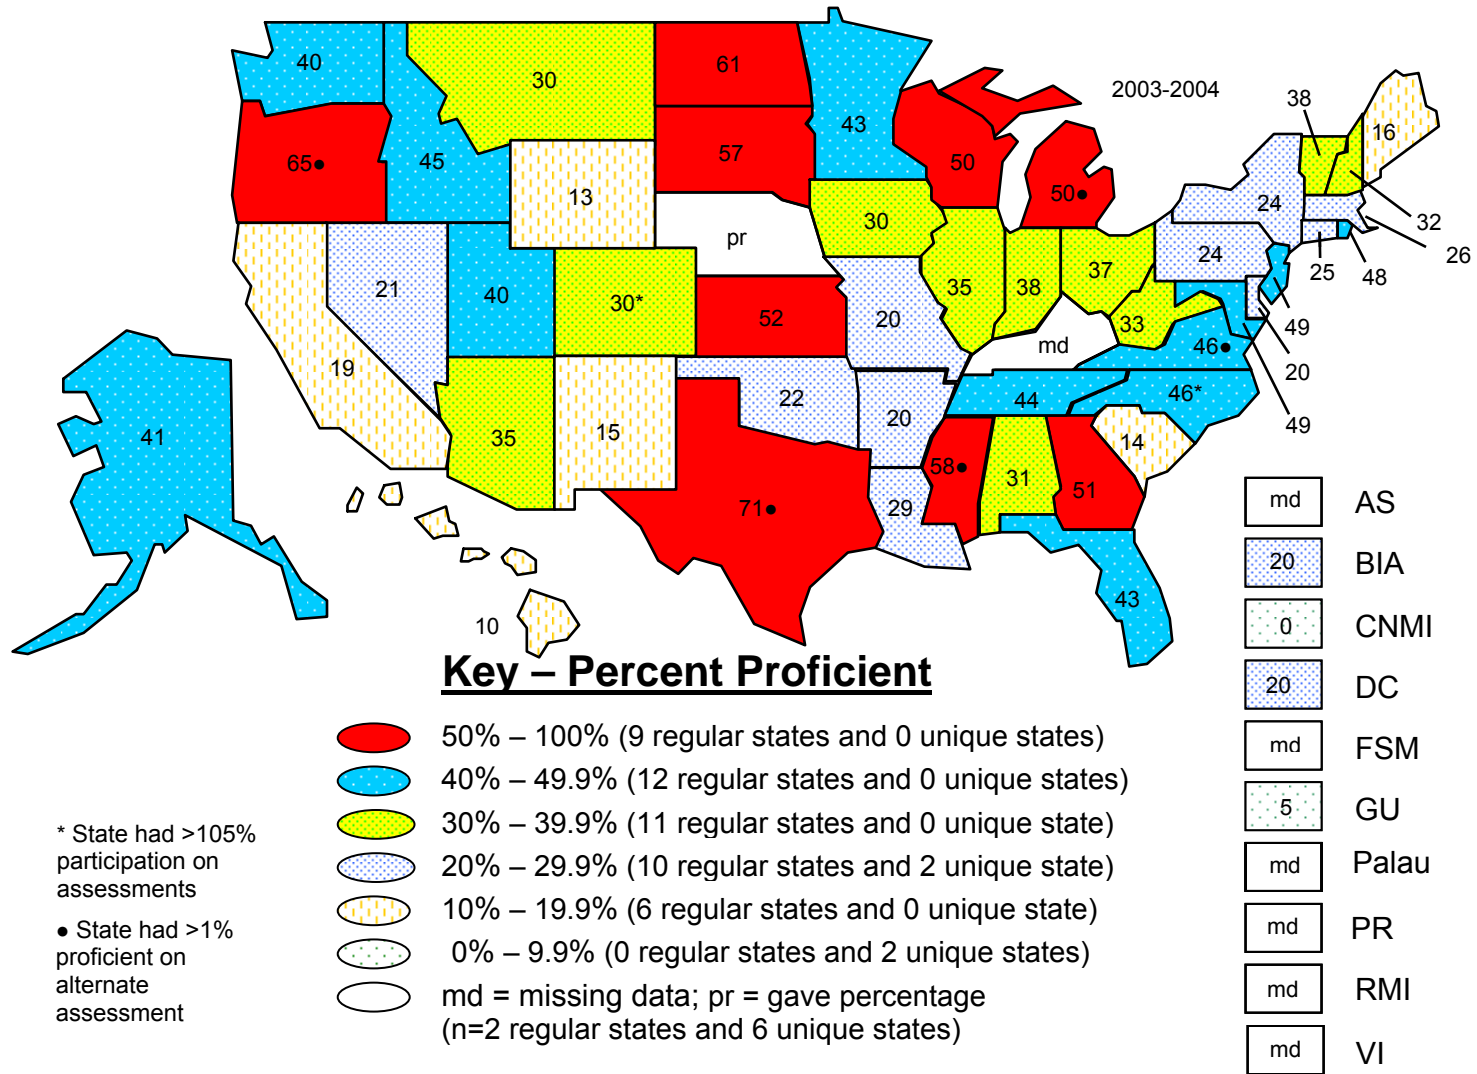 2003-2004
40
30
61
43
38
16
65●
45
57
50
50●
13
30
24
32
26
pr
24
25
48
21
40
30*
52
20
35
38
37
33
md
46●
49
20
49
19
35
15
22
20
44
46*
14
41
71●
29
58●
31
51
43
10
md AS
20 BIA
0 CNMI
20 DC
md FSM
5 GU
md Palau
md PR
md RMI
md VI
Key – Percent Proficient
50% – 100% (9 regular states and 0 unique states)
40% – 49.9% (12 regular states and 0 unique states)
30% – 39.9% (11 regular states and 0 unique state)
20% – 29.9% (10 regular states and 2 unique state)
10% – 19.9% (6 regular states and 0 unique state)
0% – 9.9% (0 regular states and 2 unique states)
md = missing data; pr = gave percentage
(n=2 regular states and 6 unique states)
* State had >105%
participation on
assessments
● State had >1%
proficient on
alternate
assessment